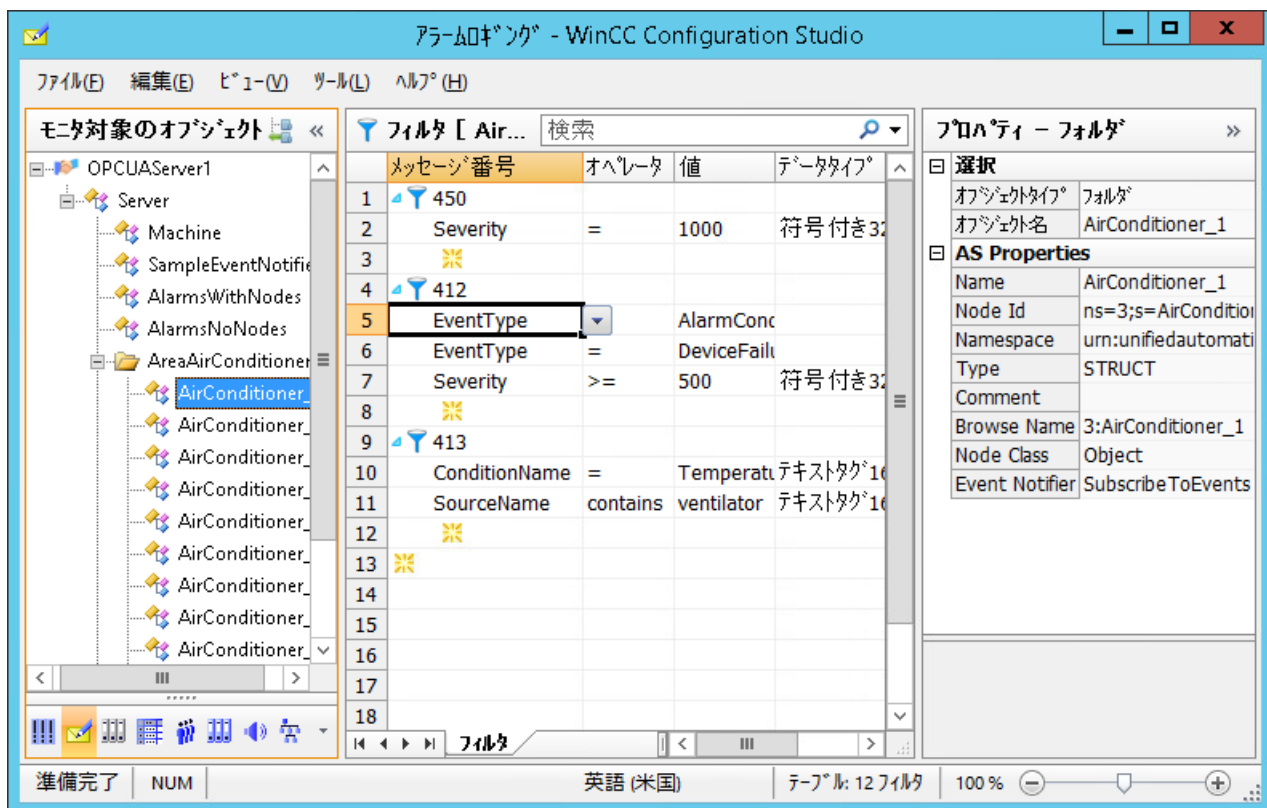 アラームロギング - WinCC Configuration Studio
ファイル(F) 編集(E) ビュー(V) ツール(L) ヘルプ(H)
モニタ対象のオブジェクト
OPCUAServer1
Server
Machine
SampleEventNotifie
AlarmsWithNodes
AlarmsNoNodes
AreaAirConditioner
AirConditioner_
AirConditioner_
AirConditioner_
AirConditioner_
AirConditioner_
AirConditioner_
AirConditioner_
AirConditioner_
AirConditioner_
フィルタ [ Air... 検索
メッセージ番号 オペレータ 値 データタイプ
1 450
2 Severity = 1000 符号付き32
3
4 412
5 EventType AlarmCond
6 EventType = DeviceFailu
7 Severity >= 500 符号付き32
8
9 413
10 ConditionName = Temperatu テキストタグ16
11 SourceName contains ventilator テキストタグ16
12
13
14
15
16
17
18
フィルタ
プロパティ - フォルダ
選択
オブジェクトタイプ フォルダ
オブジェクト名 AirConditioner_1
AS Properties
Name AirConditioner_1
Node Id ns=3;s=AirConditio
Namespace urn:unifiedautomati
Type STRUCT
Comment
Browse Name 3:AirConditioner_1
Node Class Object
Event Notifier SubscribeToEvents
準備完了 NUM 英語 (米国) テーブル: 12 フィルタ 100 %